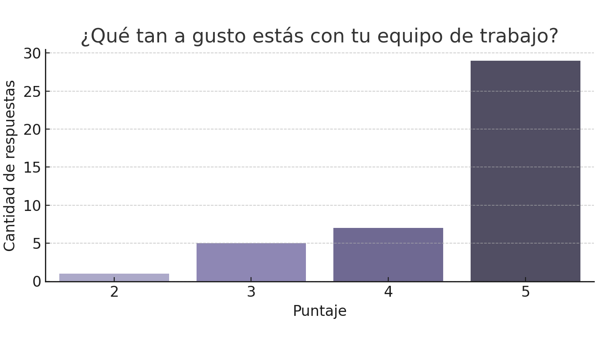 ¿Qué tan a gusto estás con tu equipo de trabajo?
Cantidad de respuestas
30
25
20
15
10
5
0
2 3 4 5
Puntaje